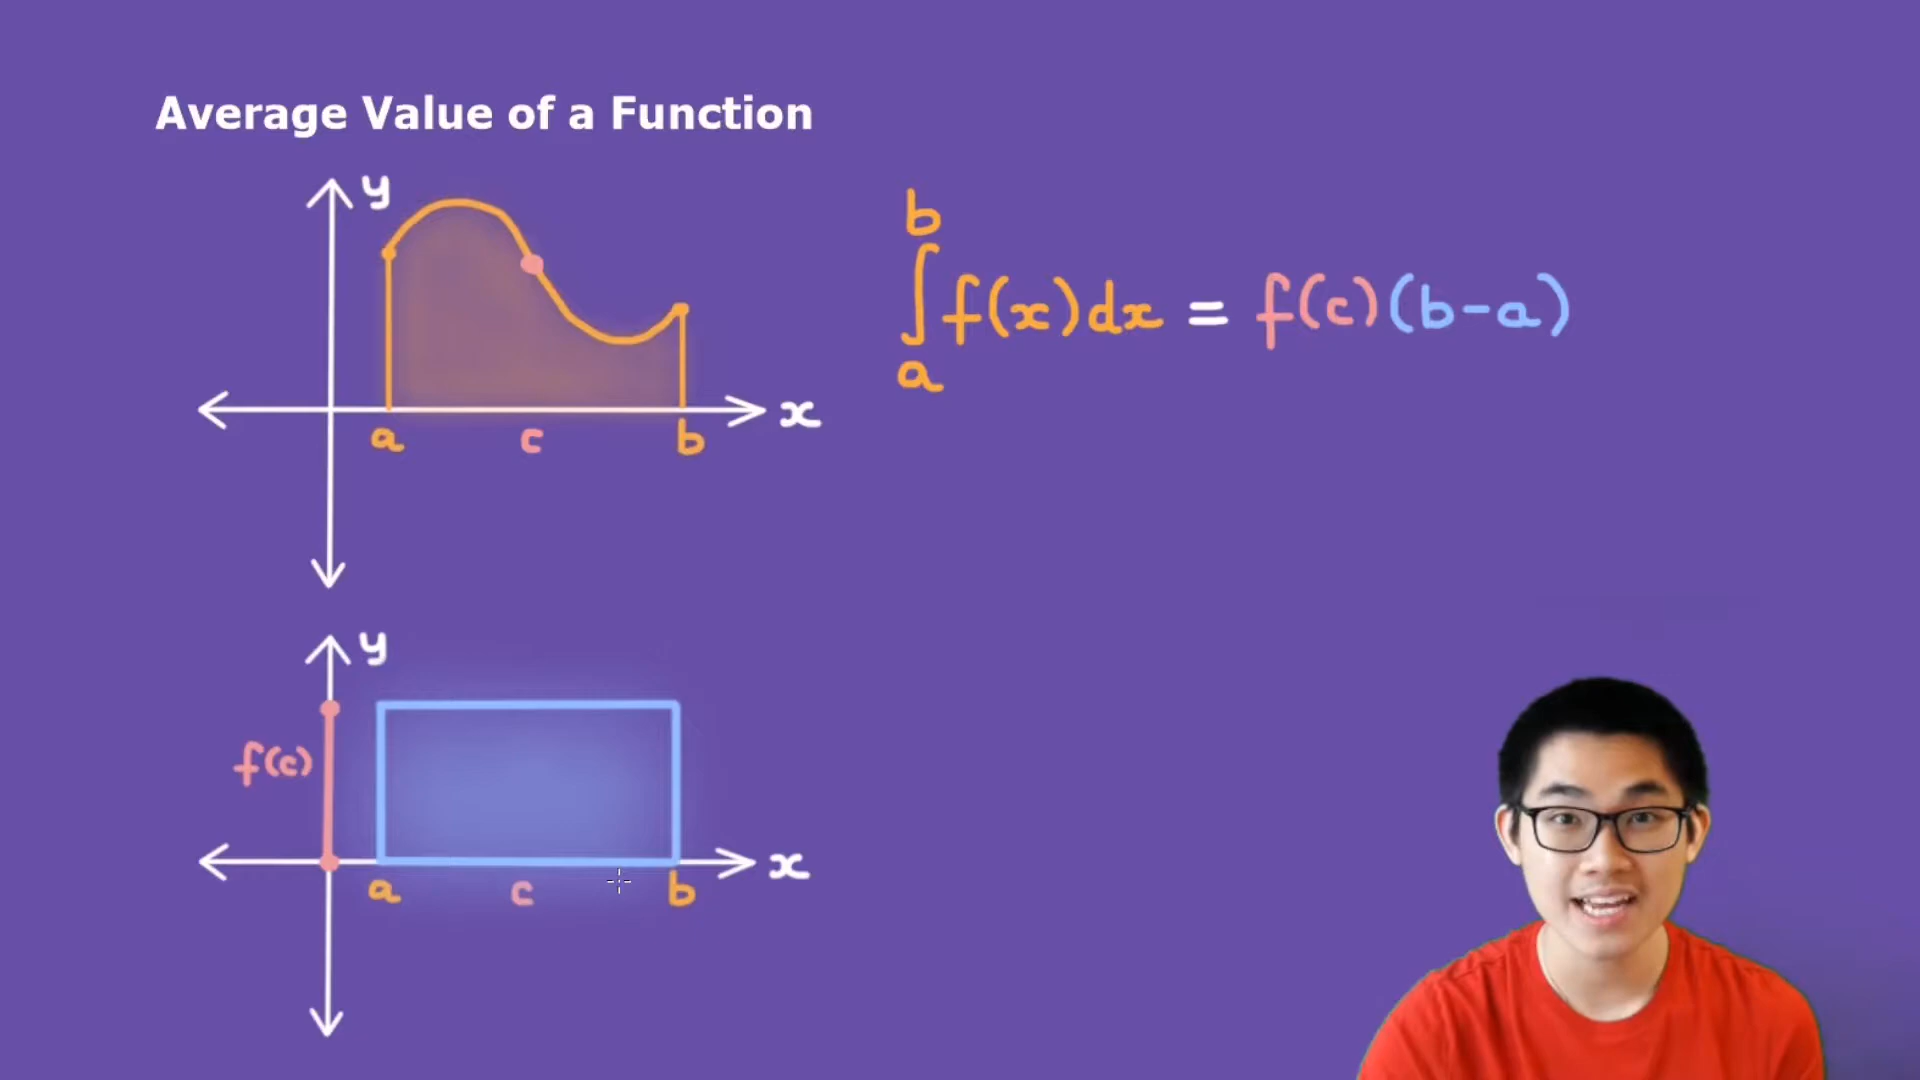 Average Value of a Function
y
x
a c b
b
∫ f(x)dx = f(c)(b-a)
a
y
f(c)
x
a c b